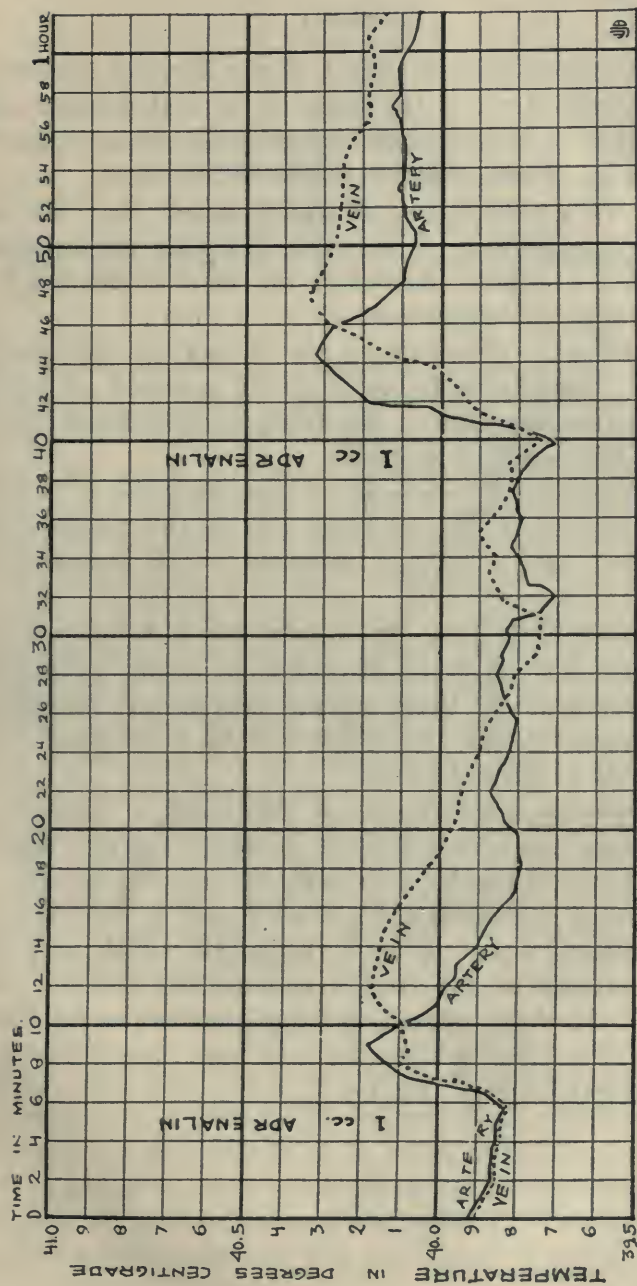 TIME IN MINUTES.
0 2 4 6 8 10 12 14 16 18 20 22 24 26 28 30 32 34 36 38 40 42 44 46 48 50 52 54 56 58 1 HOUR
TEMPERATURE IN DEGREES CENTIGRADE
41.0
9
8
7
6
40.5
4
3
2
1
40.0
9
8
7
6
39.5
1 cc. ADRENALIN
1 cc ADRENALIN
ARTERY
VEIN
VEIN
ARTERY
VEIN
ARTERY